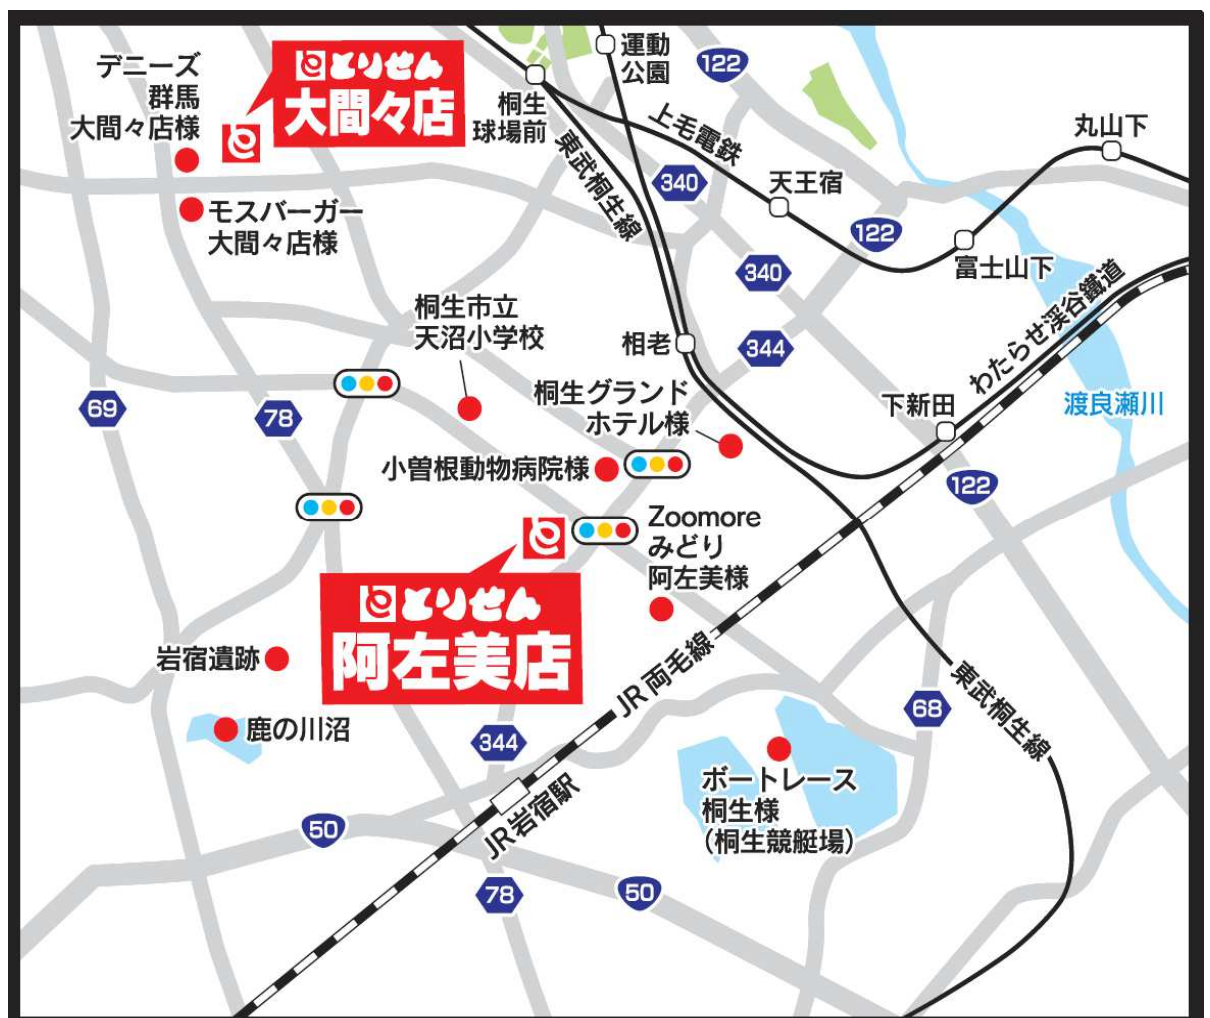 デニーズ
群馬
大間々店様
とりせん
大間々店
桐生
球場前
運動
公園
122
上毛電鉄
丸山下
東武桐生線
340
天王宿
122
モスバーガー
大間々店様
富士山下
340
桐生市立
天沼小学校
相老
344
わたらせ渓谷鐵道
69
78
桐生グランド
ホテル様
下新田
渡良瀬川
小曽根動物病院様
122
Zoomore
みどり
阿左美様
とりせん
阿左美店
岩宿遺跡
JR両毛線
東武桐生線
68
鹿の川沼
344
ボートレース
桐生様
（桐生競艇場）
JR岩宿駅
50
78
50